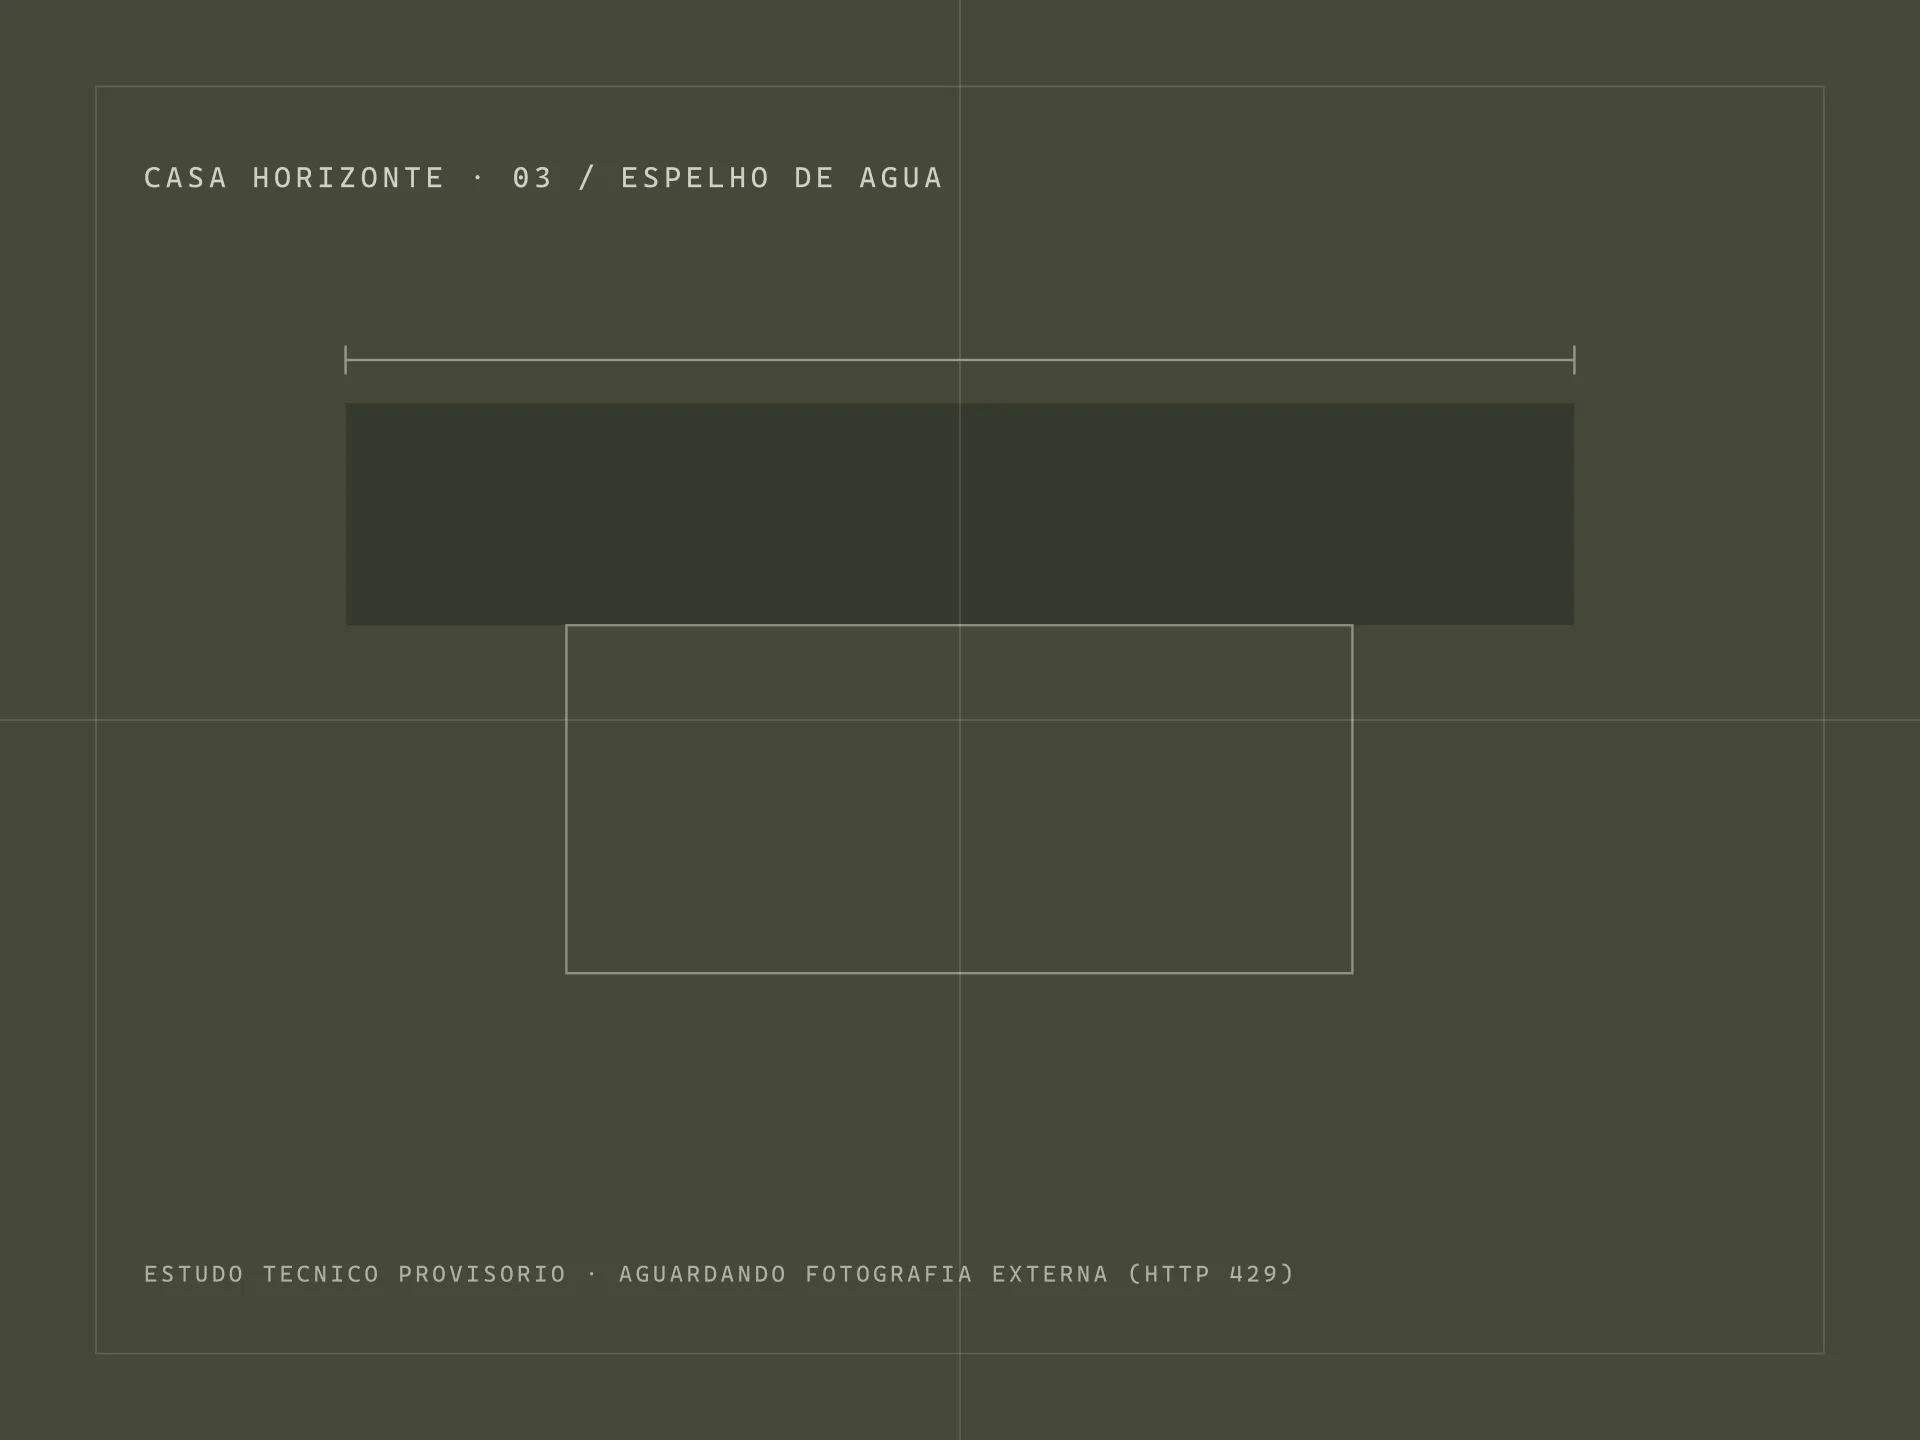 CASA HORIZONTE · 03 / ESPELHO DE AGUA
ESTUDO TECNICO PROVISORIO · AGUARDANDO FOTOGRAFIA EXTERNA (HTTP 429)